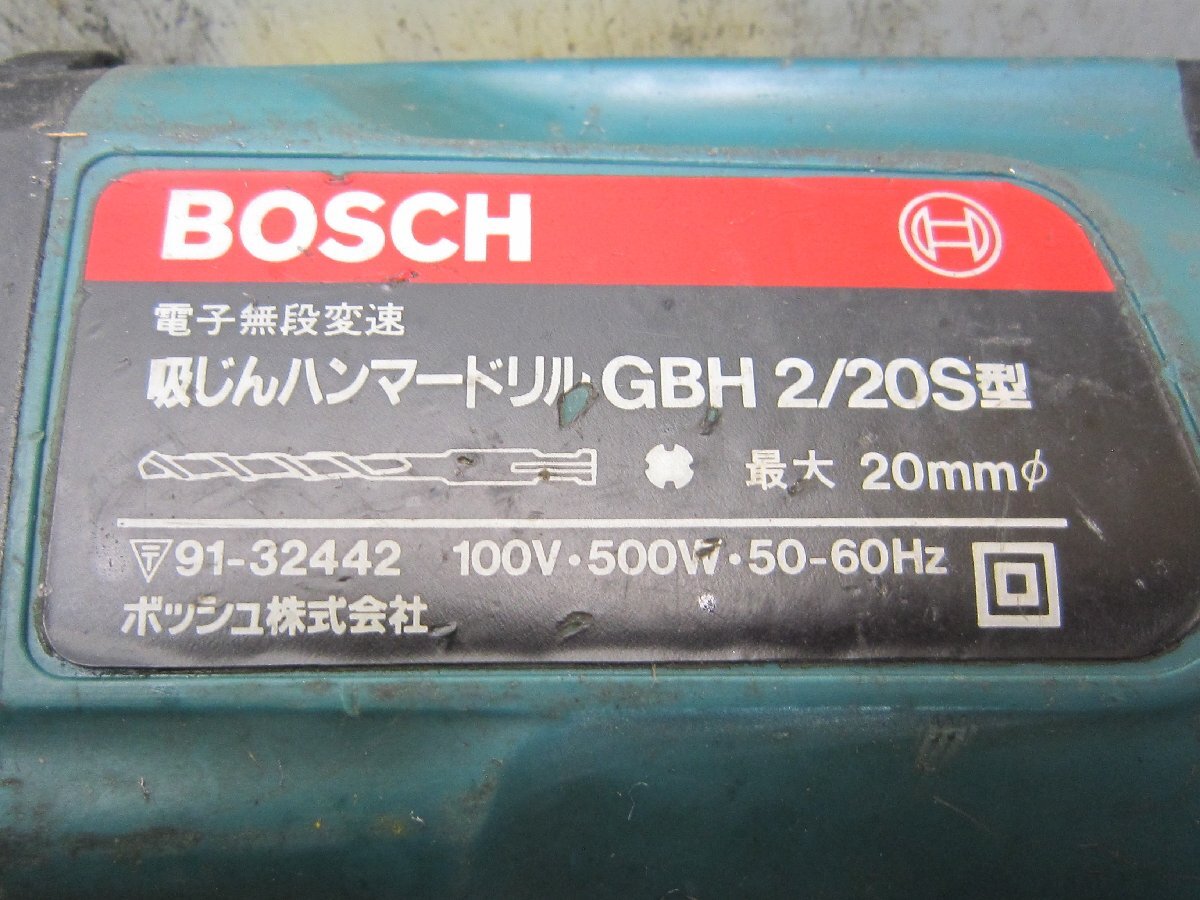 BOSCH
電子無段変速
吸じんハンマードリル GBH 2/20S型
最大 20mmφ
〒91-32442 100V・500W・50-60Hz
ボッシュ株式会社